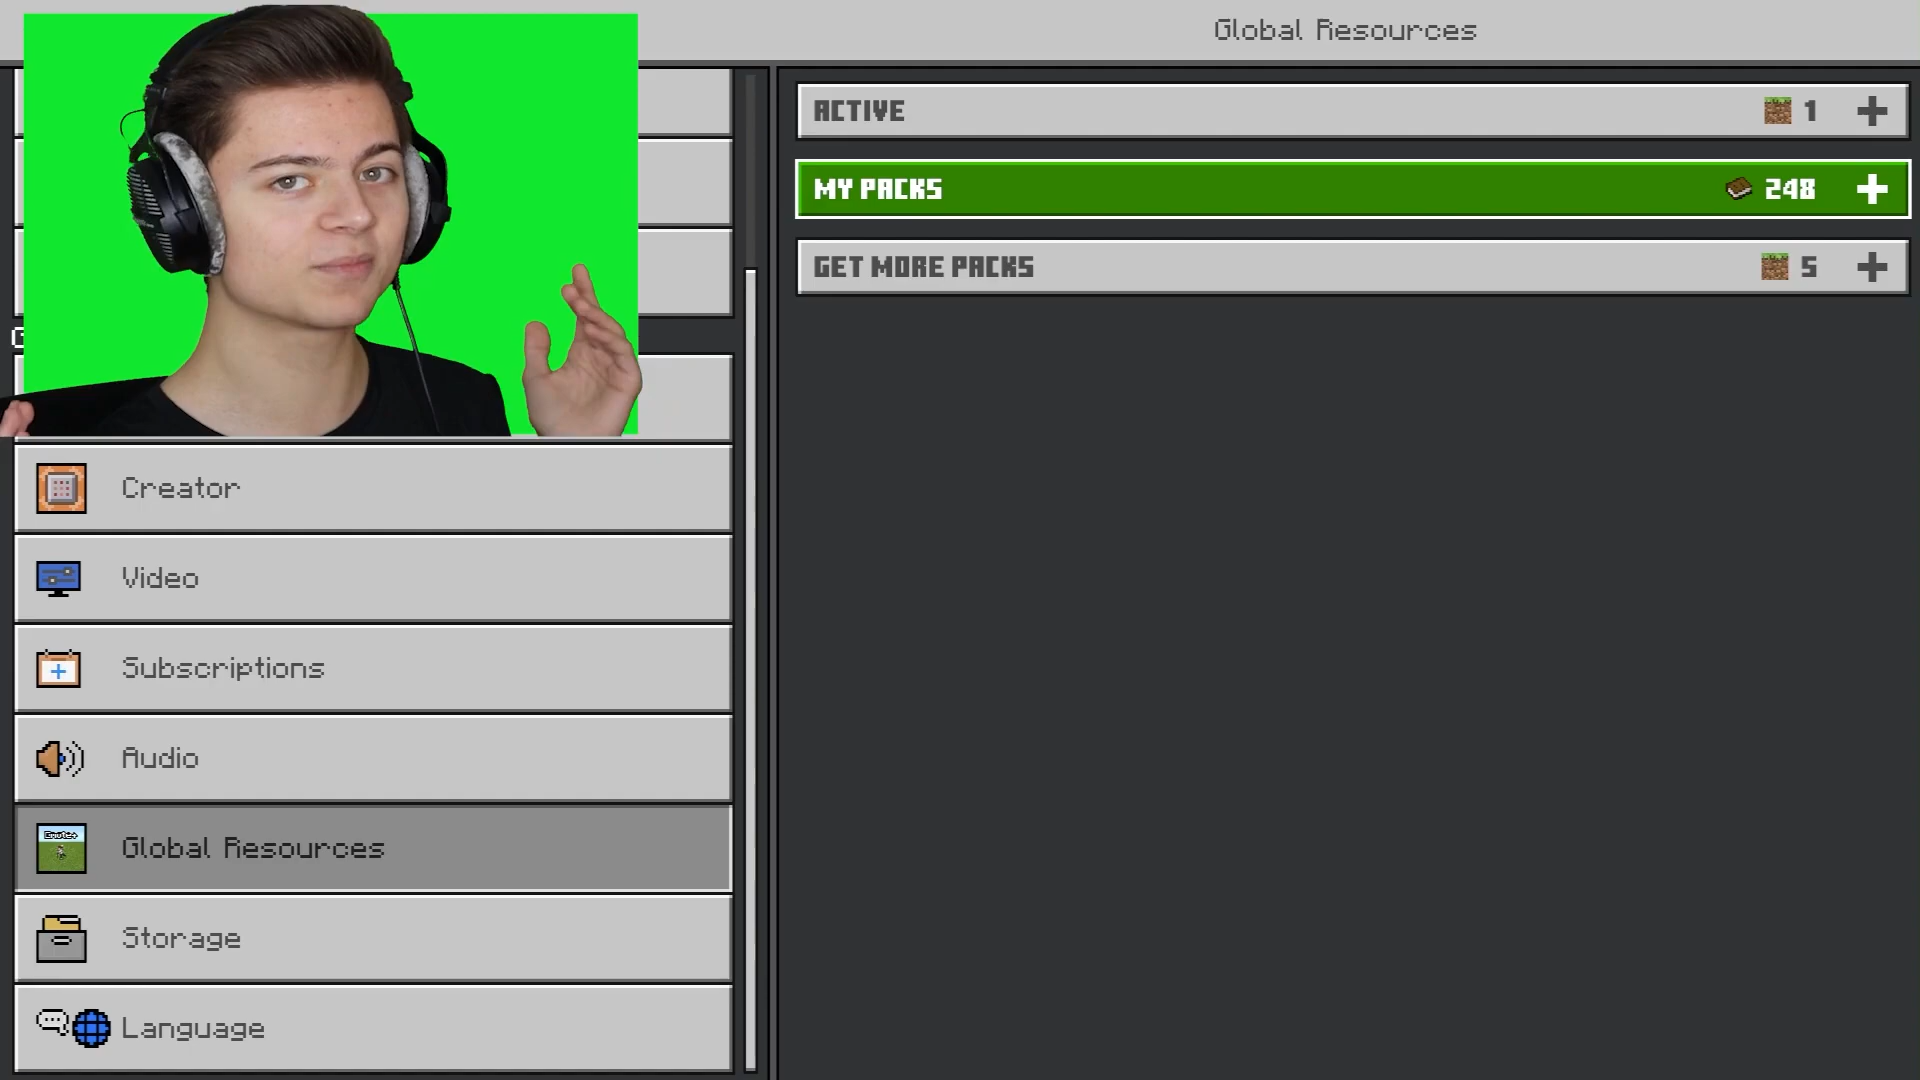 Global Resources
ACTIVE 1
MY PACKS 248
GET MORE PACKS 5
Creator
Video
Subscriptions
Audio
Global Resources
Storage
Language